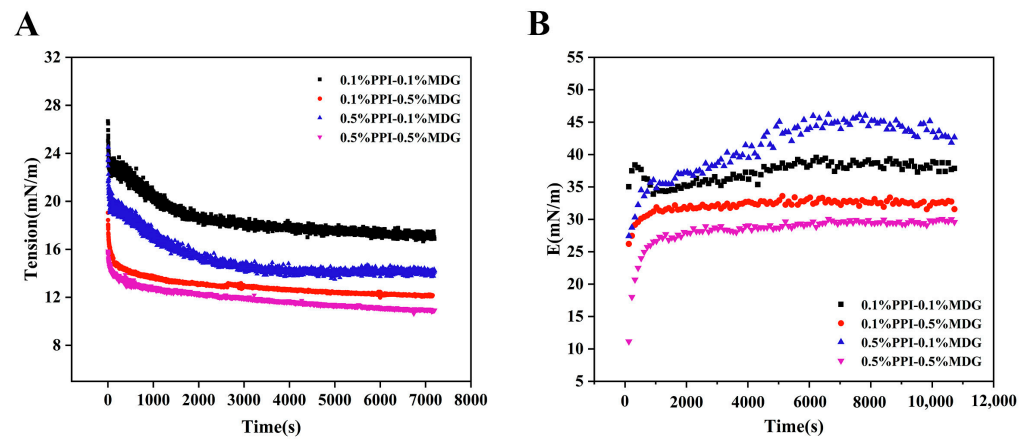 A
Tension(mN/m)
32
28
24
20
16
12
8
0.1%PPI-0.1%MDG
0.1%PPI-0.5%MDG
0.5%PPI-0.1%MDG
0.5%PPI-0.5%MDG
0 1000 2000 3000 4000 5000 6000 7000 8000
Time(s)
B
E(mN/m)
55
50
45
40
35
30
25
20
15
10
5
0.1%PPI-0.1%MDG
0.1%PPI-0.5%MDG
0.5%PPI-0.1%MDG
0.5%PPI-0.5%MDG
0 2000 4000 6000 8000 10,000 12,000
Time(s)